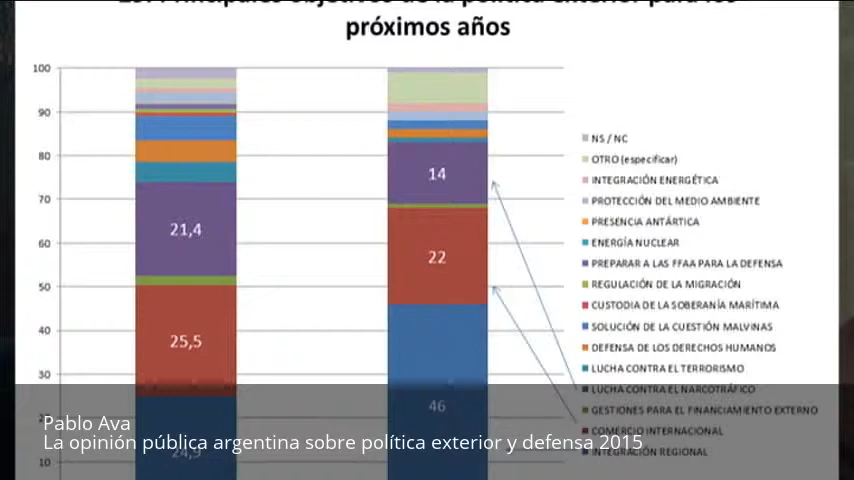 próximos años
100
90
80
70
60
50
40
30
10
21,4
25,5
24,9
14
22
46
NS / NC
OTRO (especificar)
INTEGRACIÓN ENERGÉTICA
PROTECCIÓN DEL MEDIO AMBIENTE
PRESENCIA ANTÁRTICA
ENERGÍA NUCLEAR
PREPARAR A LAS FFAA PARA LA DEFENSA
REGULACIÓN DE LA MIGRACIÓN
CUSTODIA DE LA SOBERANÍA MARÍTIMA
SOLUCIÓN DE LA CUESTIÓN MALVINAS
DEFENSA DE LOS DERECHOS HUMANOS
LUCHA CONTRA EL TERRORISMO
LUCHA CONTRA EL NARCOTRÁFICO
GESTIONES PARA EL FINANCIAMIENTO EXTERNO
COMERCIO INTERNACIONAL
INTEGRACIÓN REGIONAL
Pablo Ava
La opinión pública argentina sobre política exterior y defensa 2015